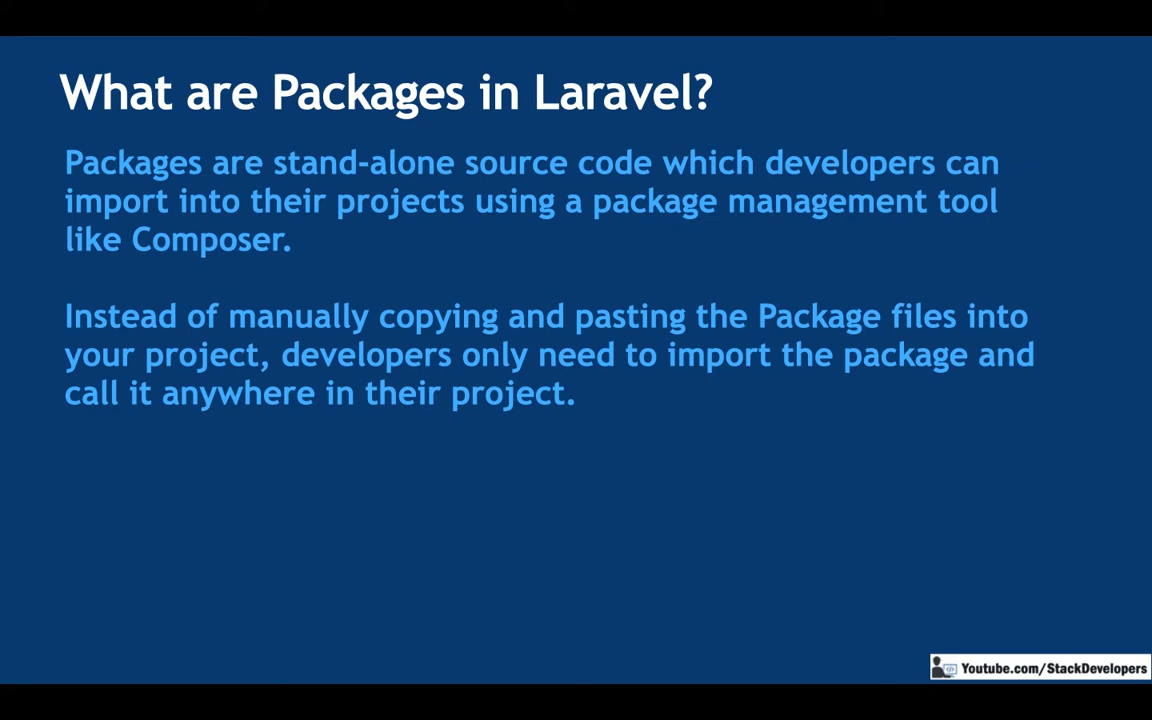 What are Packages in Laravel?
Packages are stand-alone source code which developers can
import into their projects using a package management tool
like Composer.
Instead of manually copying and pasting the Package files into
your project, developers only need to import the package and
call it anywhere in their project.
Youtube.com/StackDevelopers